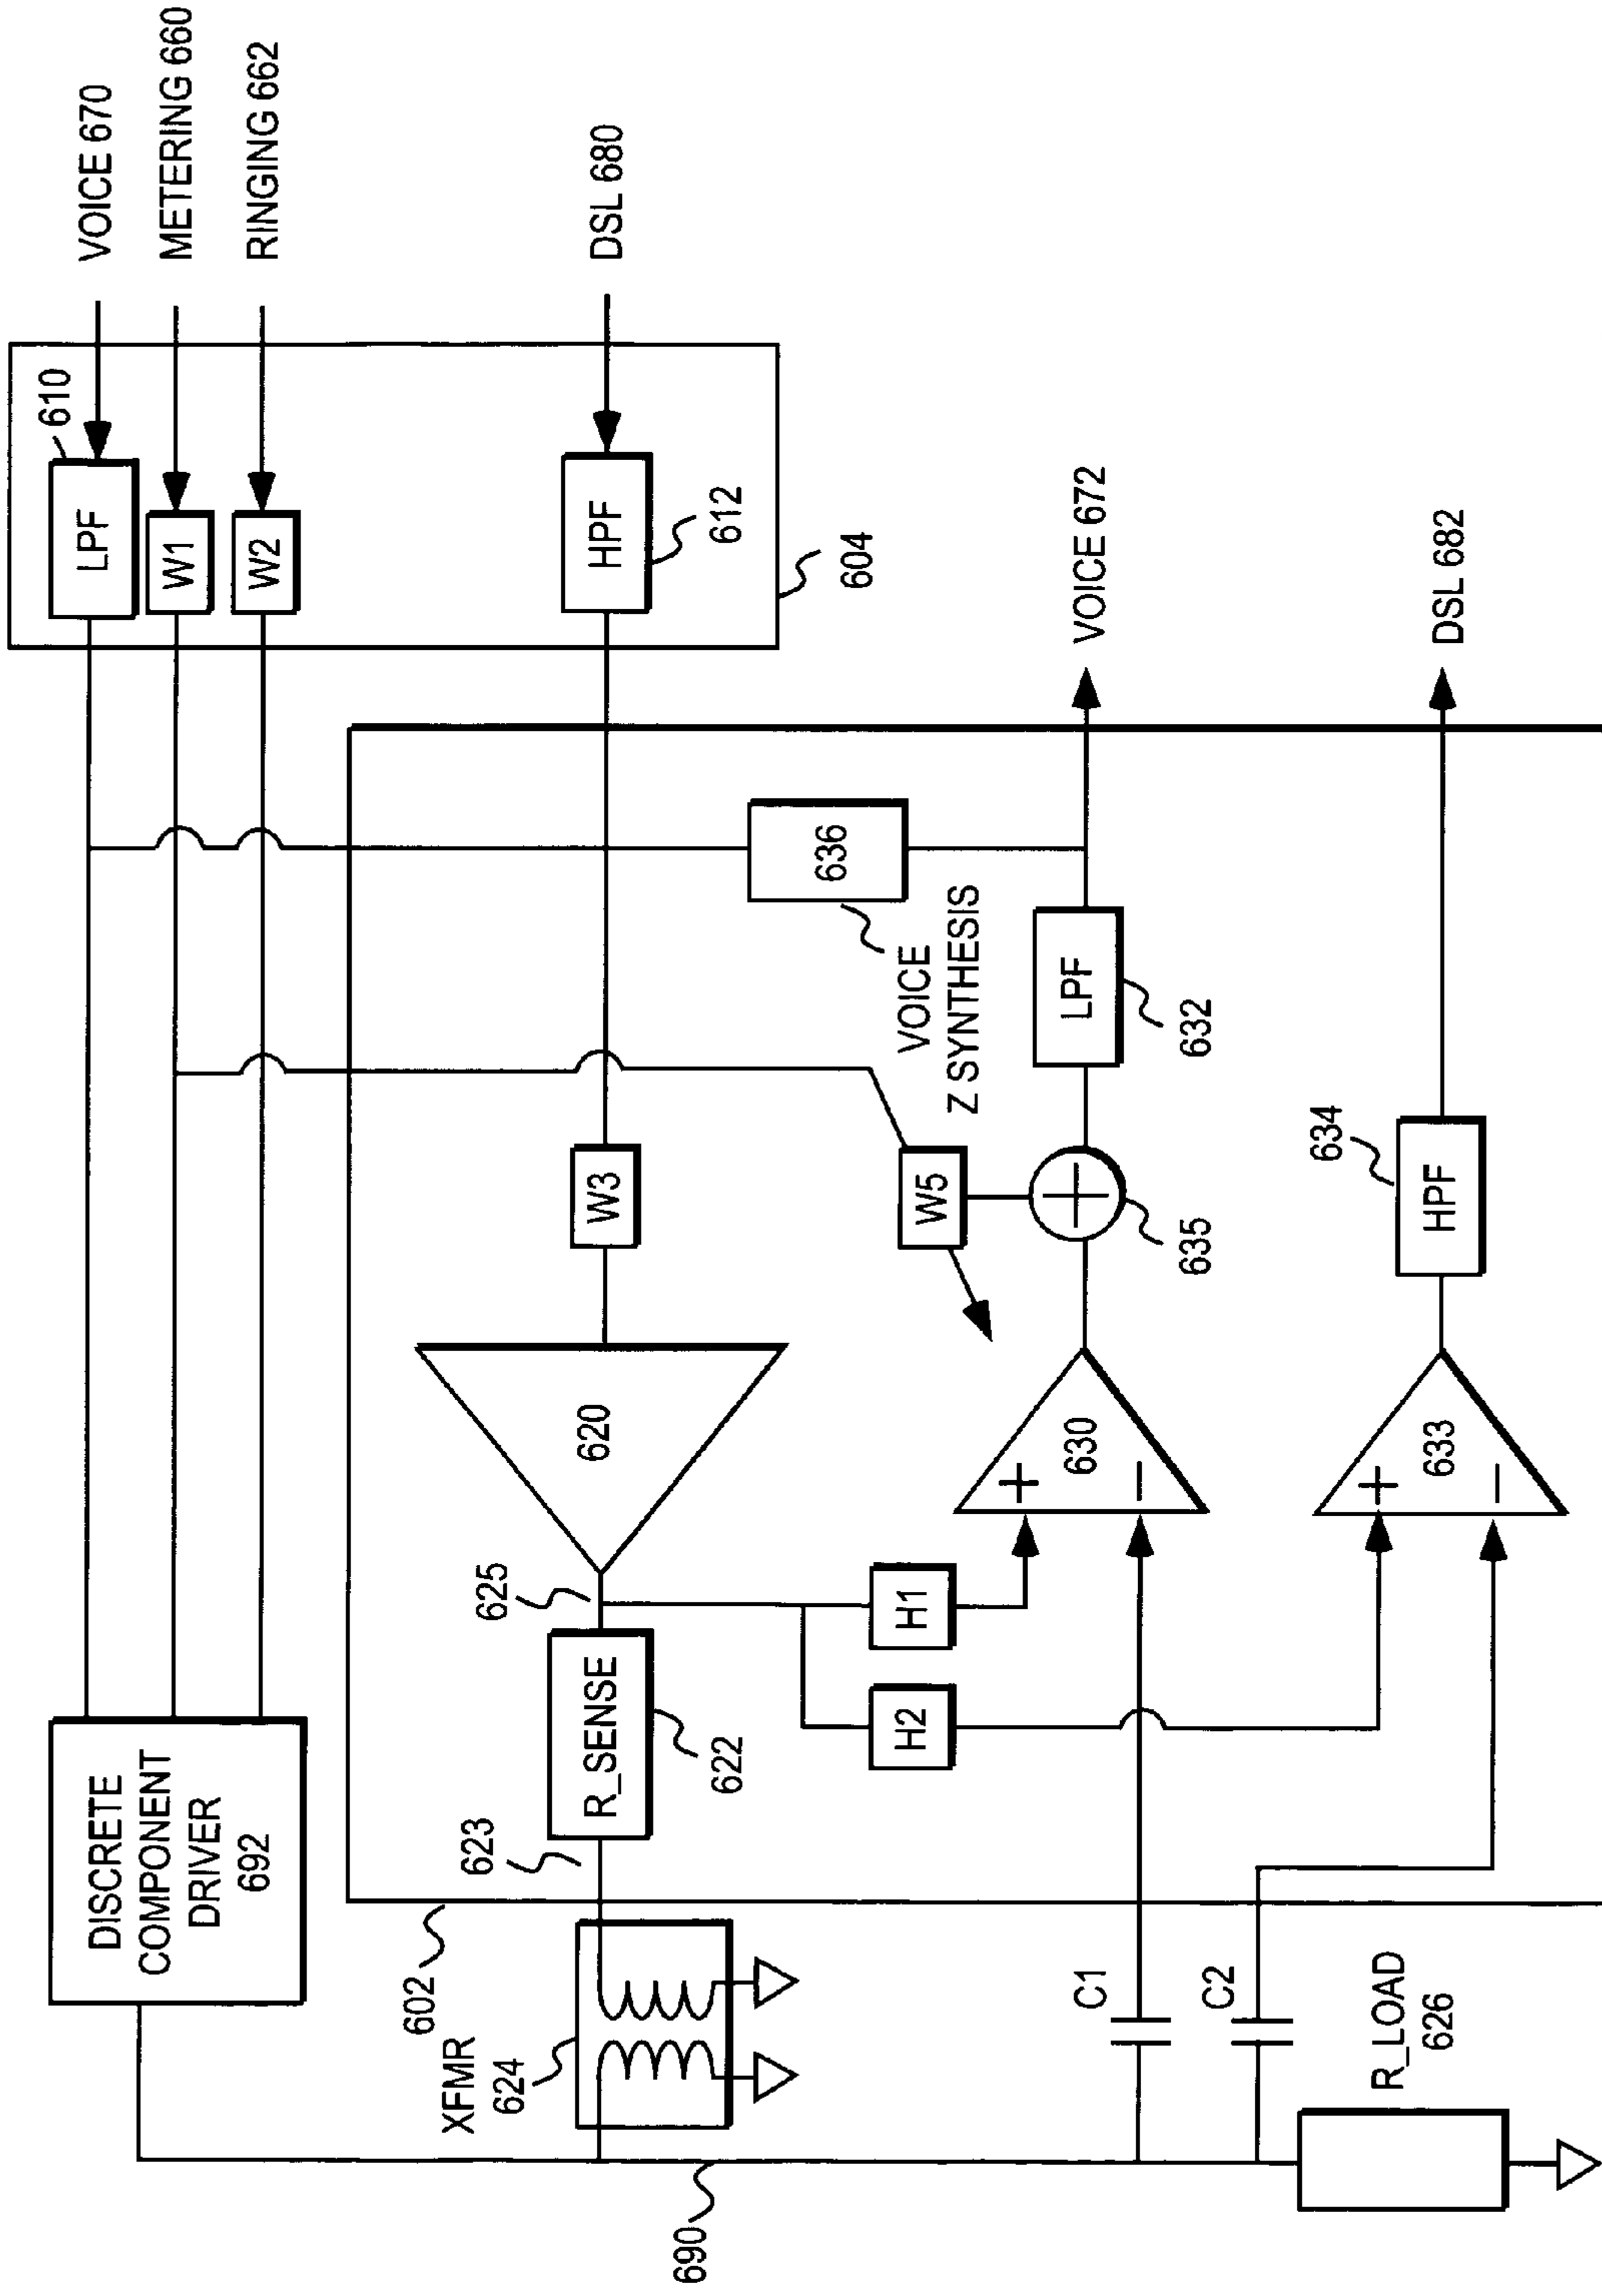 DISCRETE
COMPONENT
DRIVER
692
LPF
610
VOICE 670
W1
METERING 660
W2
RINGING 662
HPF
612
DSL 680
604
602
XFMR
624
623
R_SENSE
622
625
620
W3
636
VOICE
Z SYNTHESIS
W5
H1
H2
+
630
−
635
LPF
632
VOICE 672
+
633
−
HPF
634
DSL 682
C1
C2
R_LOAD
626
690